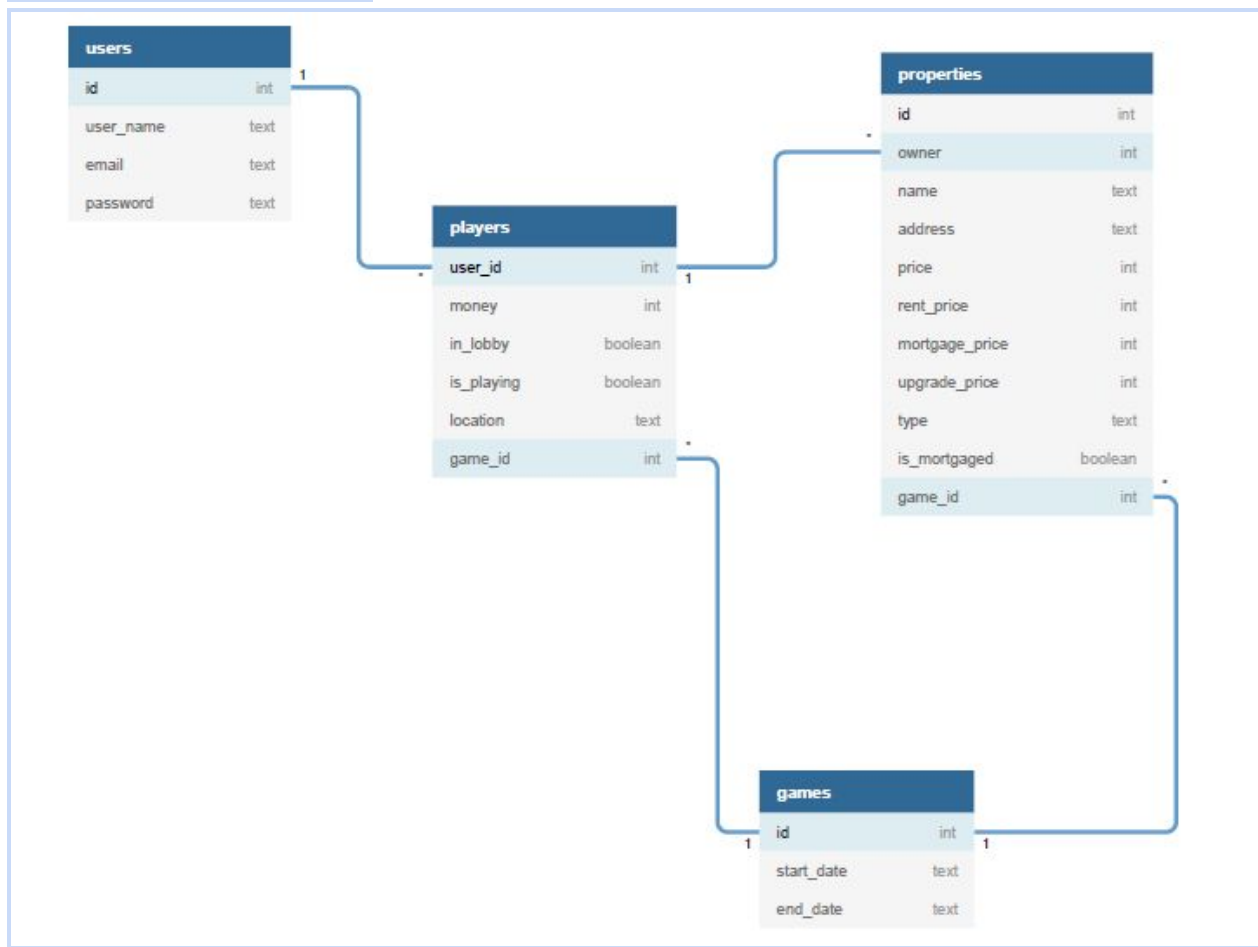 users
id int
user_name text
email text
password text
1
*
players
user_id int
money int
in_lobby boolean
is_playing boolean
location text
game_id int
1
*
properties
id int
owner int
name text
address text
price int
rent_price int
mortgage_price int
upgrade_price int
type text
is_mortgaged boolean
game_id int
*
*
games
id int
start_date text
end_date text
1
1